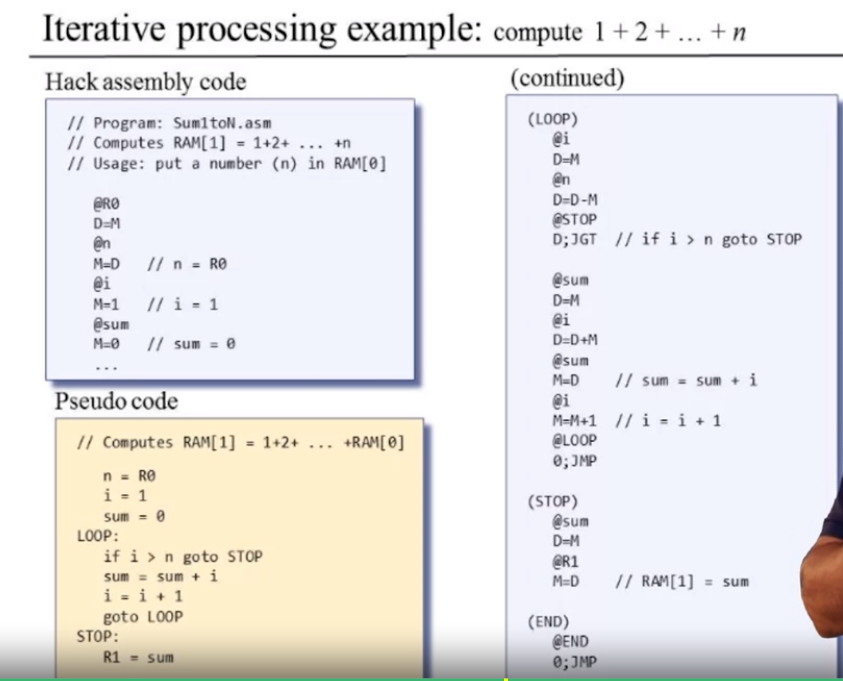 Iterative processing example: compute 1 + 2 + ... + n
Hack assembly code
// Program: Sum1toN.asm
// Computes RAM[1] = 1+2+ ... +n
// Usage: put a number (n) in RAM[0]
@R0
D=M
@n
M=D // n = R0
@i
M=1 // i = 1
@sum
M=0 // sum = 0
...
Pseudo code
// Computes RAM[1] = 1+2+ ... +RAM[0]
n = R0
i = 1
sum = 0
LOOP:
if i > n goto STOP
sum = sum + i
i = i + 1
goto LOOP
STOP:
R1 = sum
(continued)
(LOOP)
@i
D=M
@n
D=D-M
@STOP
D;JGT // if i > n goto STOP
@sum
D=M
@i
D=D+M
@sum
M=D // sum = sum + i
@i
M=M+1 // i = i + 1
@LOOP
0;JMP
(STOP)
@sum
D=M
@R1
M=D // RAM[1] = sum
(END)
@END
0;JMP